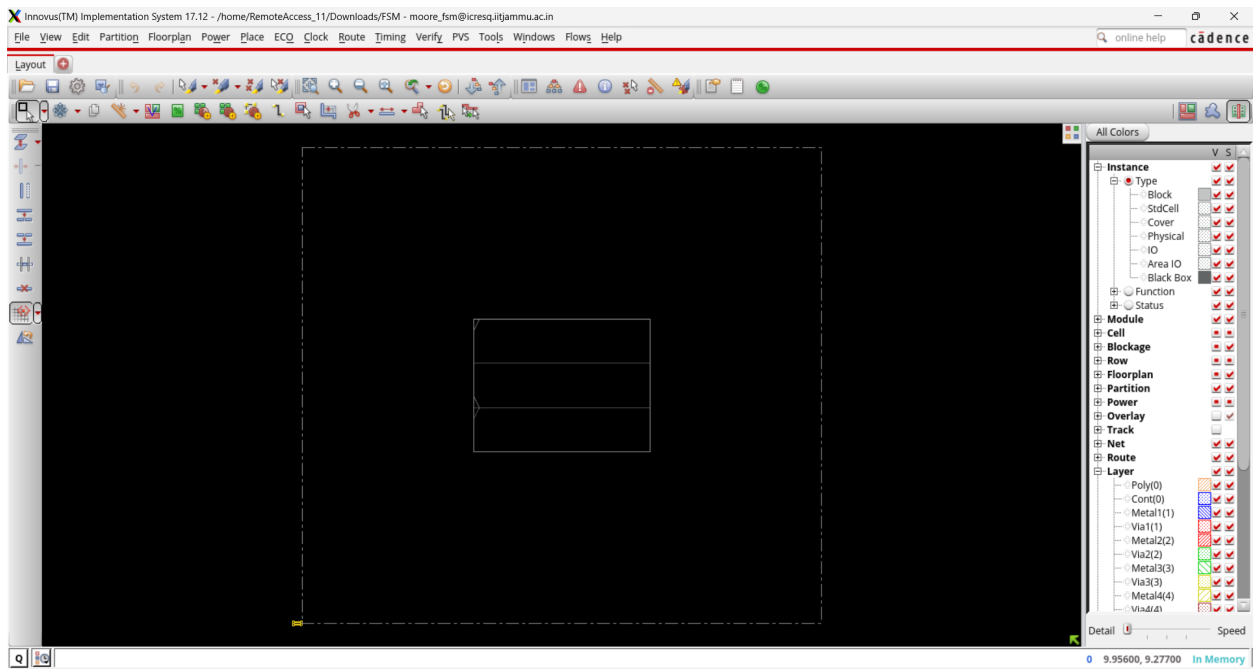 Innovus(TM) Implementation System 17.12 - /home/RemoteAccess_11/Downloads/FSM - moore_fsm@icresq.iitjammu.ac.in
File View Edit Partition Floorplan Power Place ECO Clock Route Timing Verify PVS Tools Windows Flows Help
online help cādence
Layout
All Colors
V S
Instance
Type
Block
StdCell
Cover
Physical
IO
Area IO
Black Box
Function
Status
Module
Cell
Blockage
Row
Floorplan
Partition
Power
Overlay
Track
Net
Route
Layer
Poly(0)
Cont(0)
Metal1(1)
Via1(1)
Metal2(2)
Via2(2)
Metal3(3)
Via3(3)
Metal4(4)
Via4(4)
Detail Speed
Q 0 9.95600, 9.27700 In Memory